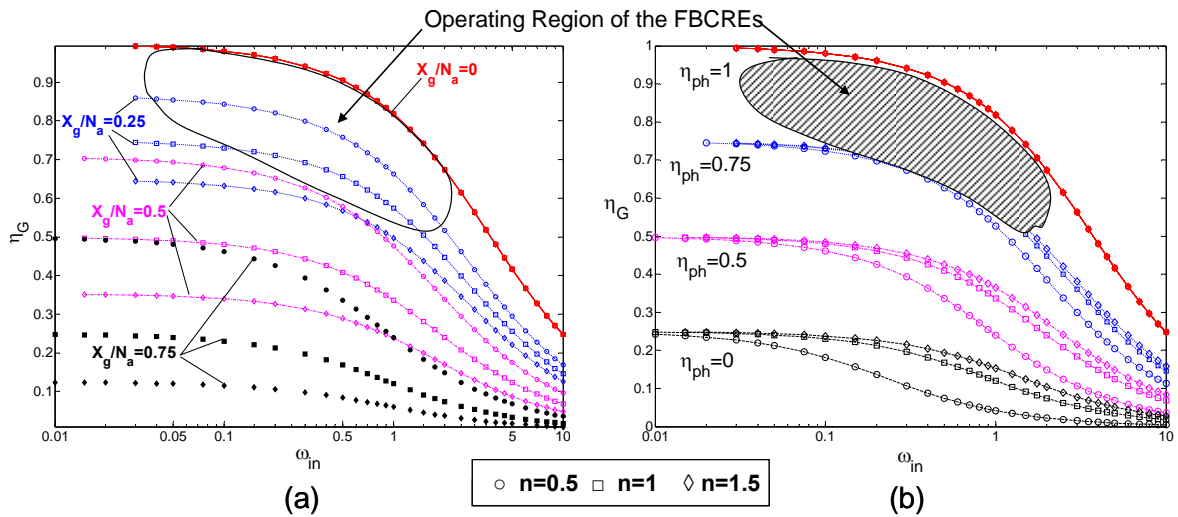 Operating Region of the FBCREs
0.9
0.8
0.7
0.6
0.5
0.4
0.3
0.2
0.1
η_G
X_g/N_a=0
X_g/N_a=0.25
X_g/N_a=0.5
X_g/N_a=0.75
0.01 0.05 0.1 0.5 1 5 10
ω_in
(a)
1
0.9
0.8
0.7
0.6
0.5
0.4
0.3
0.2
0.1
0
η_G
η_ph=1
η_ph=0.75
η_ph=0.5
η_ph=0
0.01 0.1 1 10
ω_in
(b)
n=0.5 n=1 n=1.5